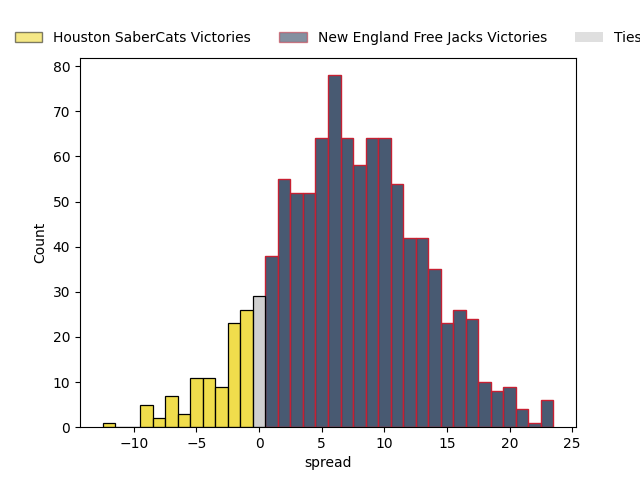 Houston SaberCats Victories New England Free Jacks Victories Ties
80
70
60
50
40
30
20
10
0
Count
−10 −5 0 5 10 15 20 25
spread